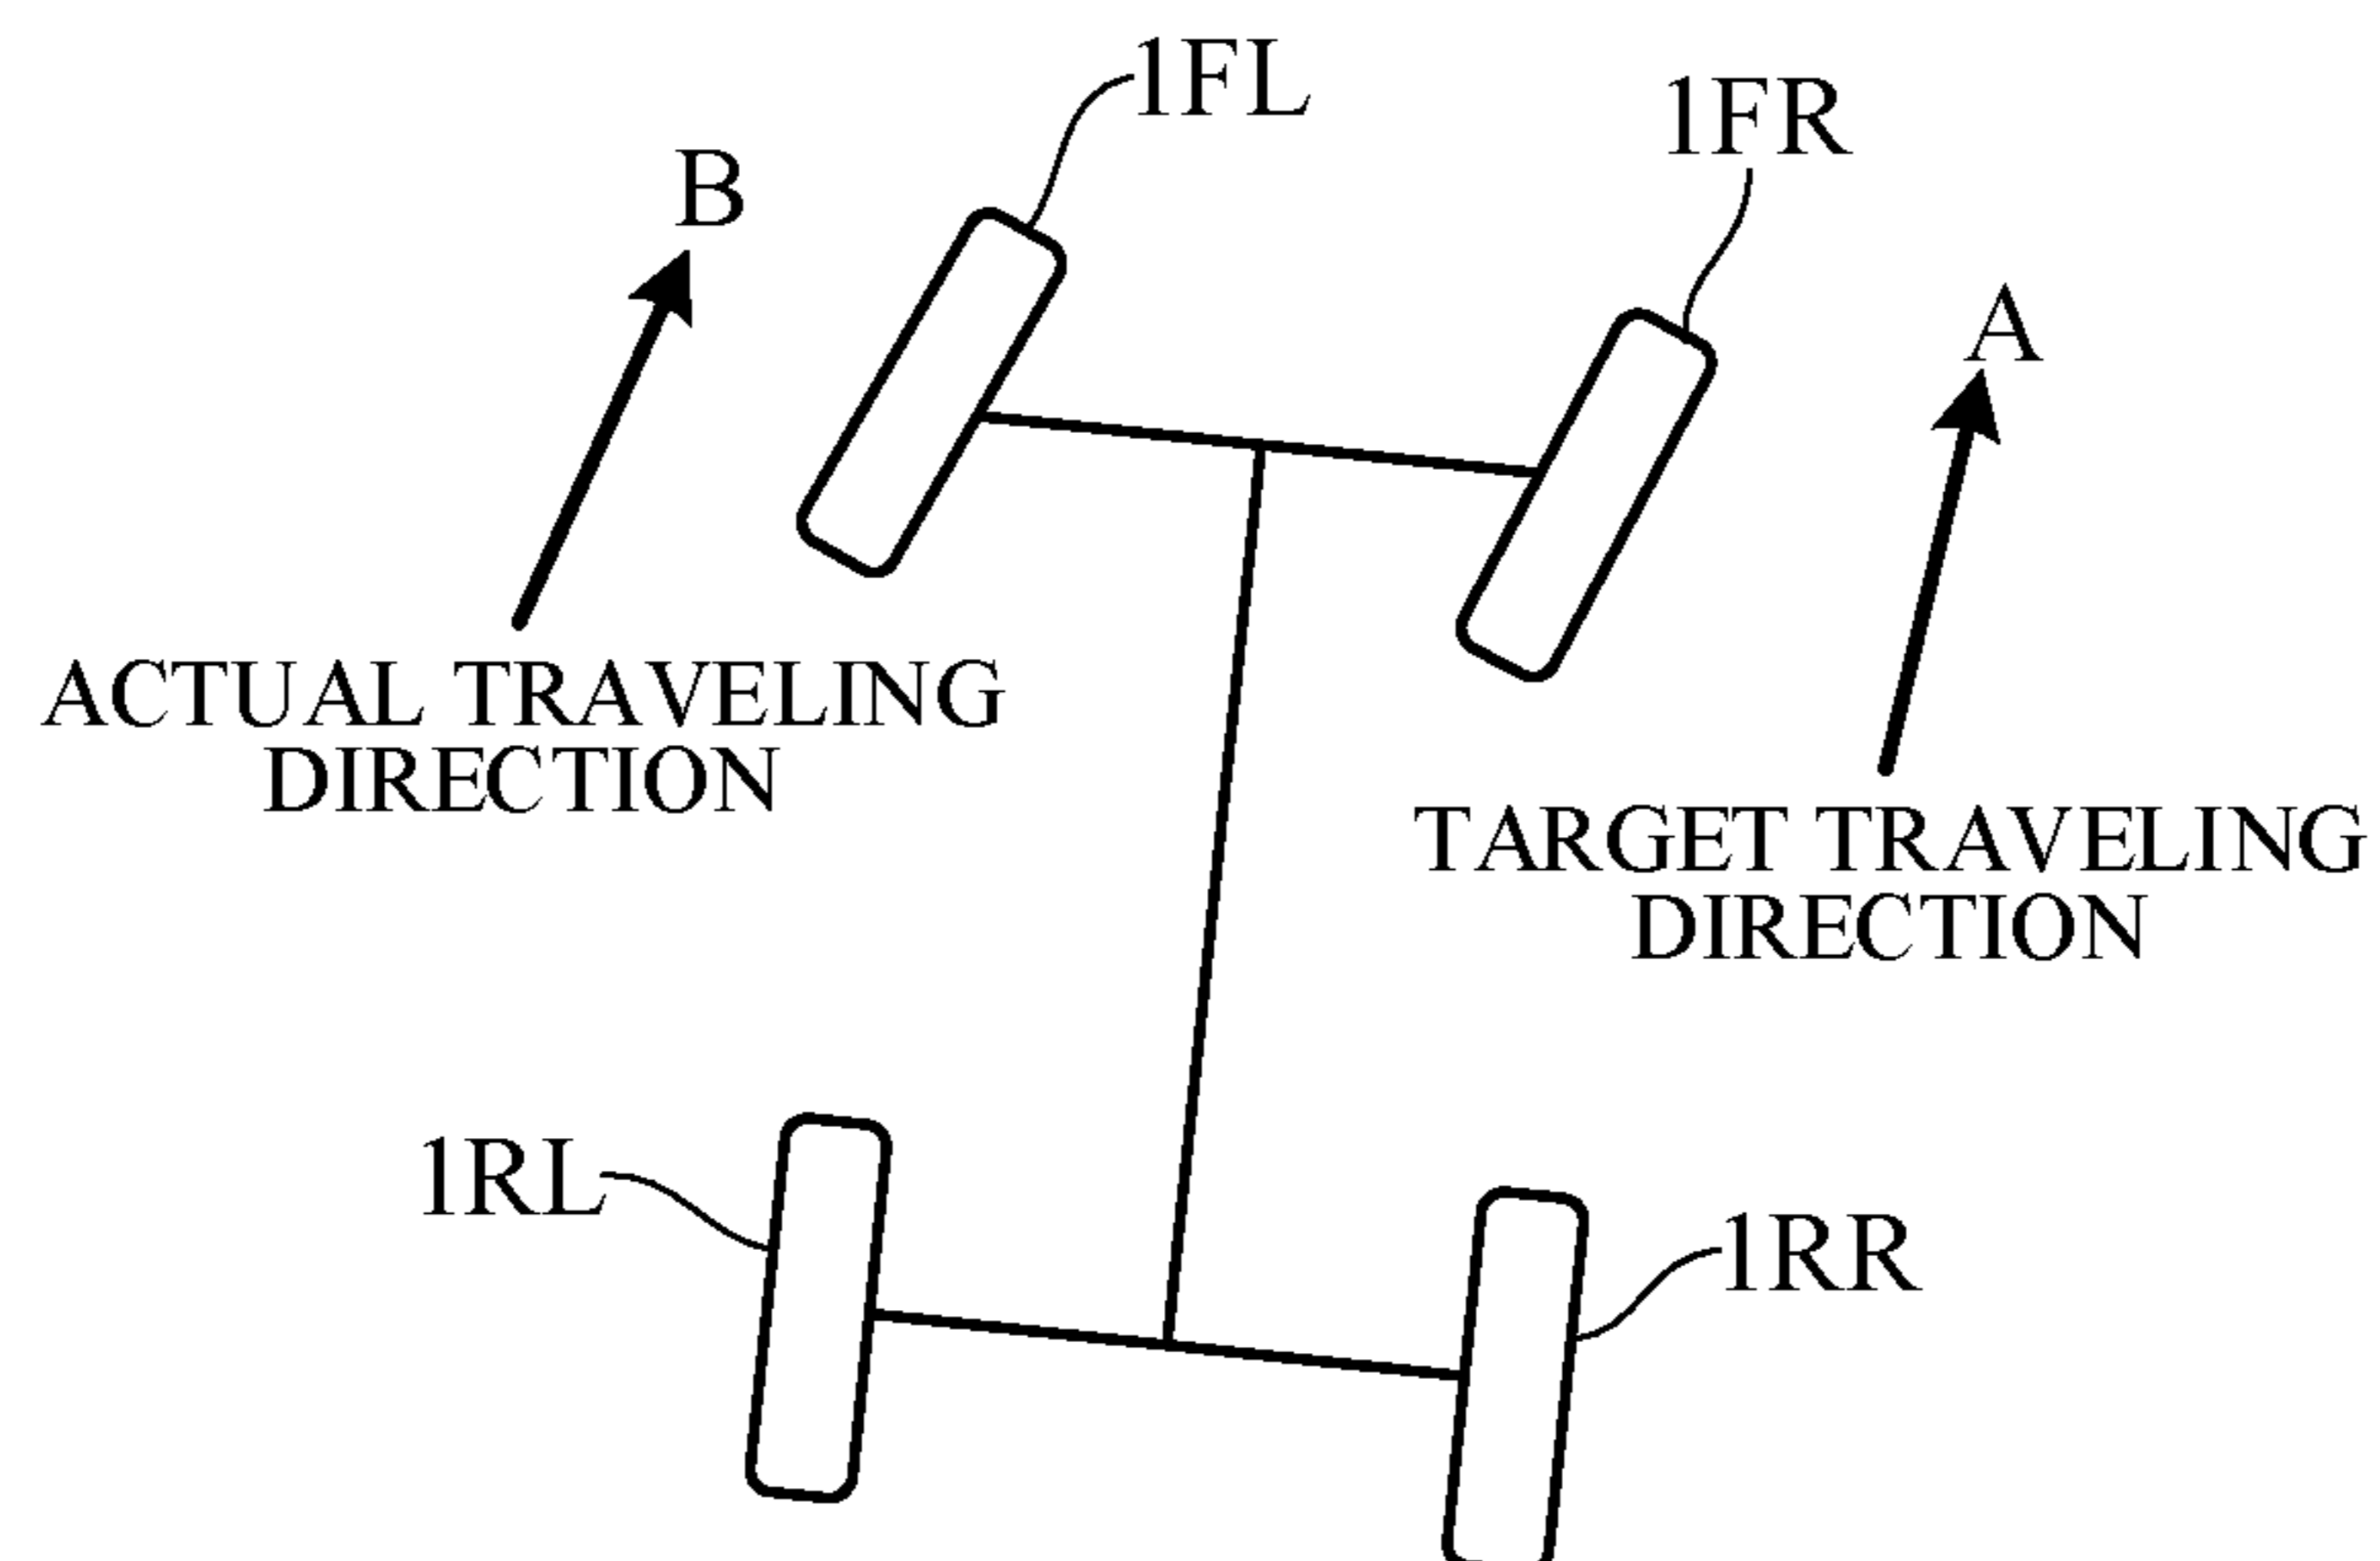 1FL
1FR
B
A
ACTUAL TRAVELING
DIRECTION
TARGET TRAVELING
DIRECTION
1RL
1RR